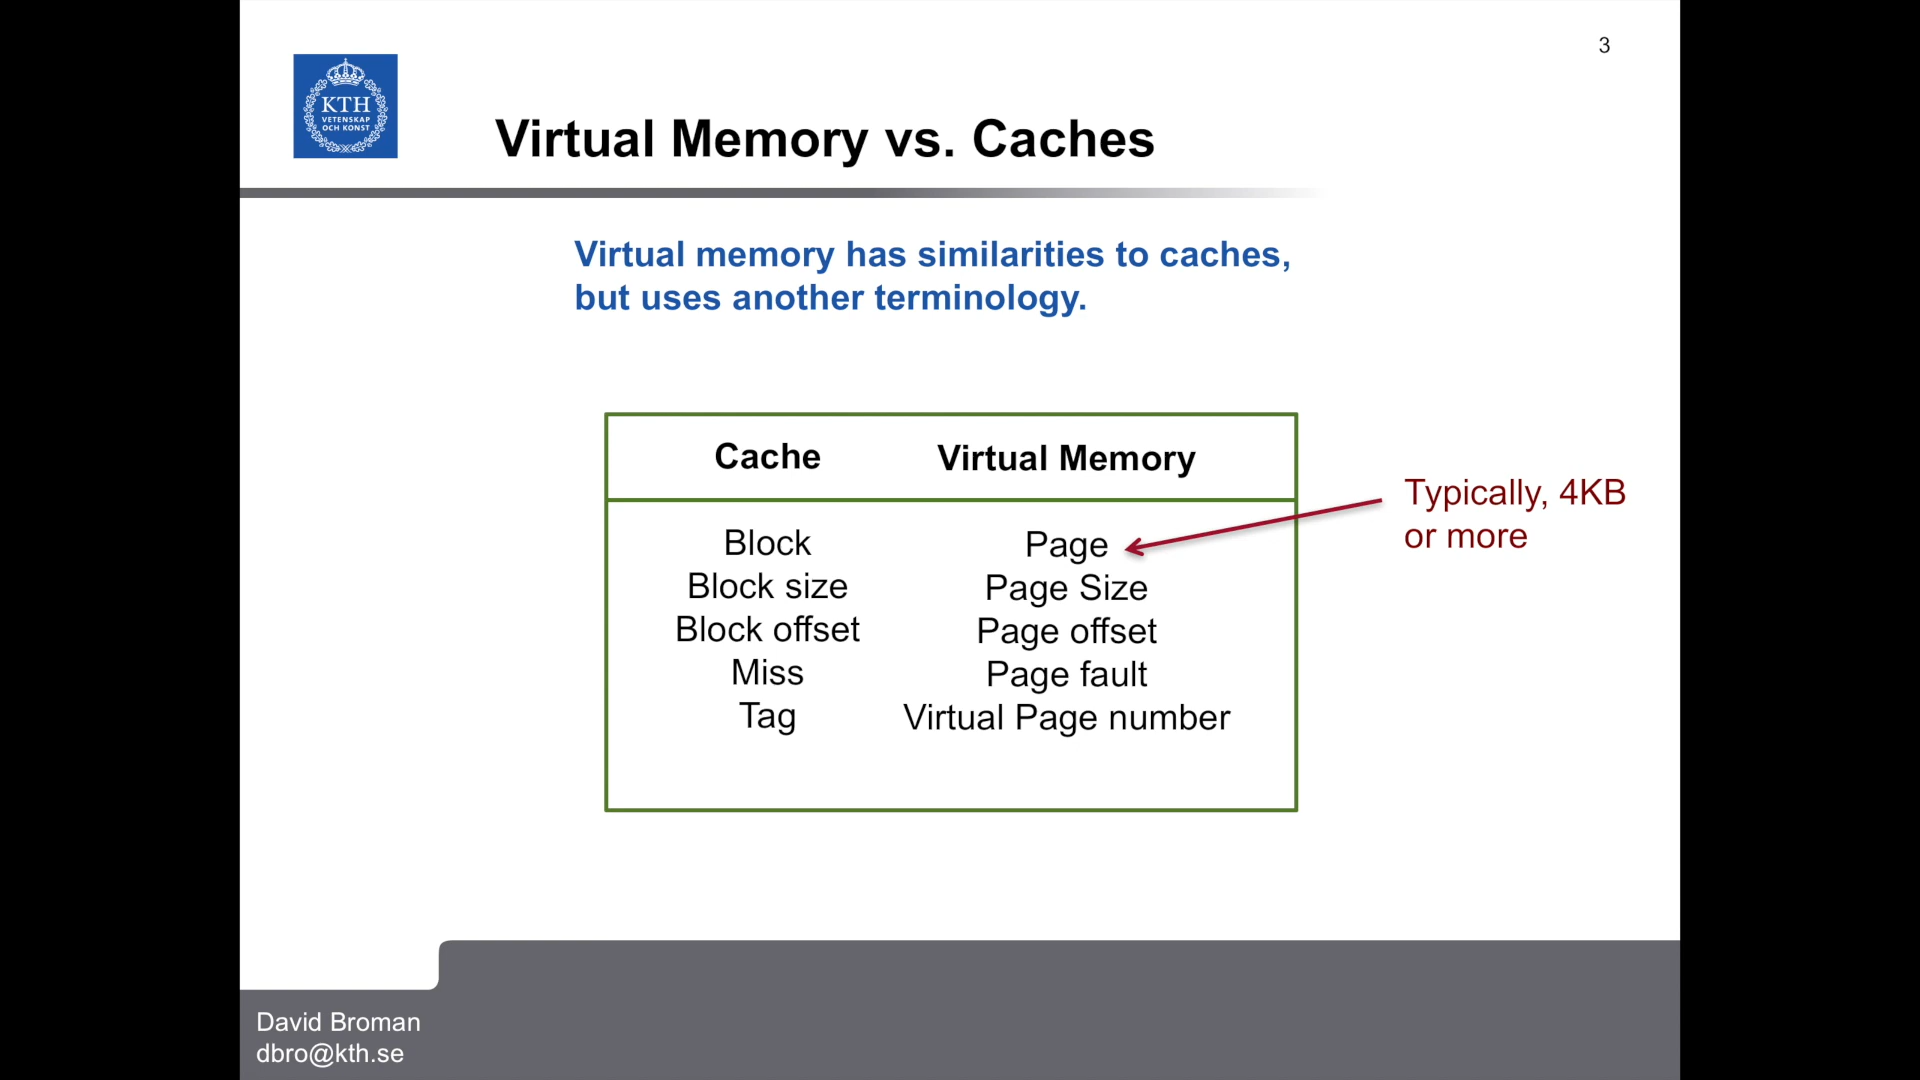 3
KTH
VETENSKAP
OCH KONST
Virtual Memory vs. Caches
Virtual memory has similarities to caches,
but uses another terminology.
Cache Virtual Memory
Block Page
Block size Page Size
Block offset Page offset
Miss Page fault
Tag Virtual Page number
Typically, 4KB
or more
David Broman
dbro@kth.se